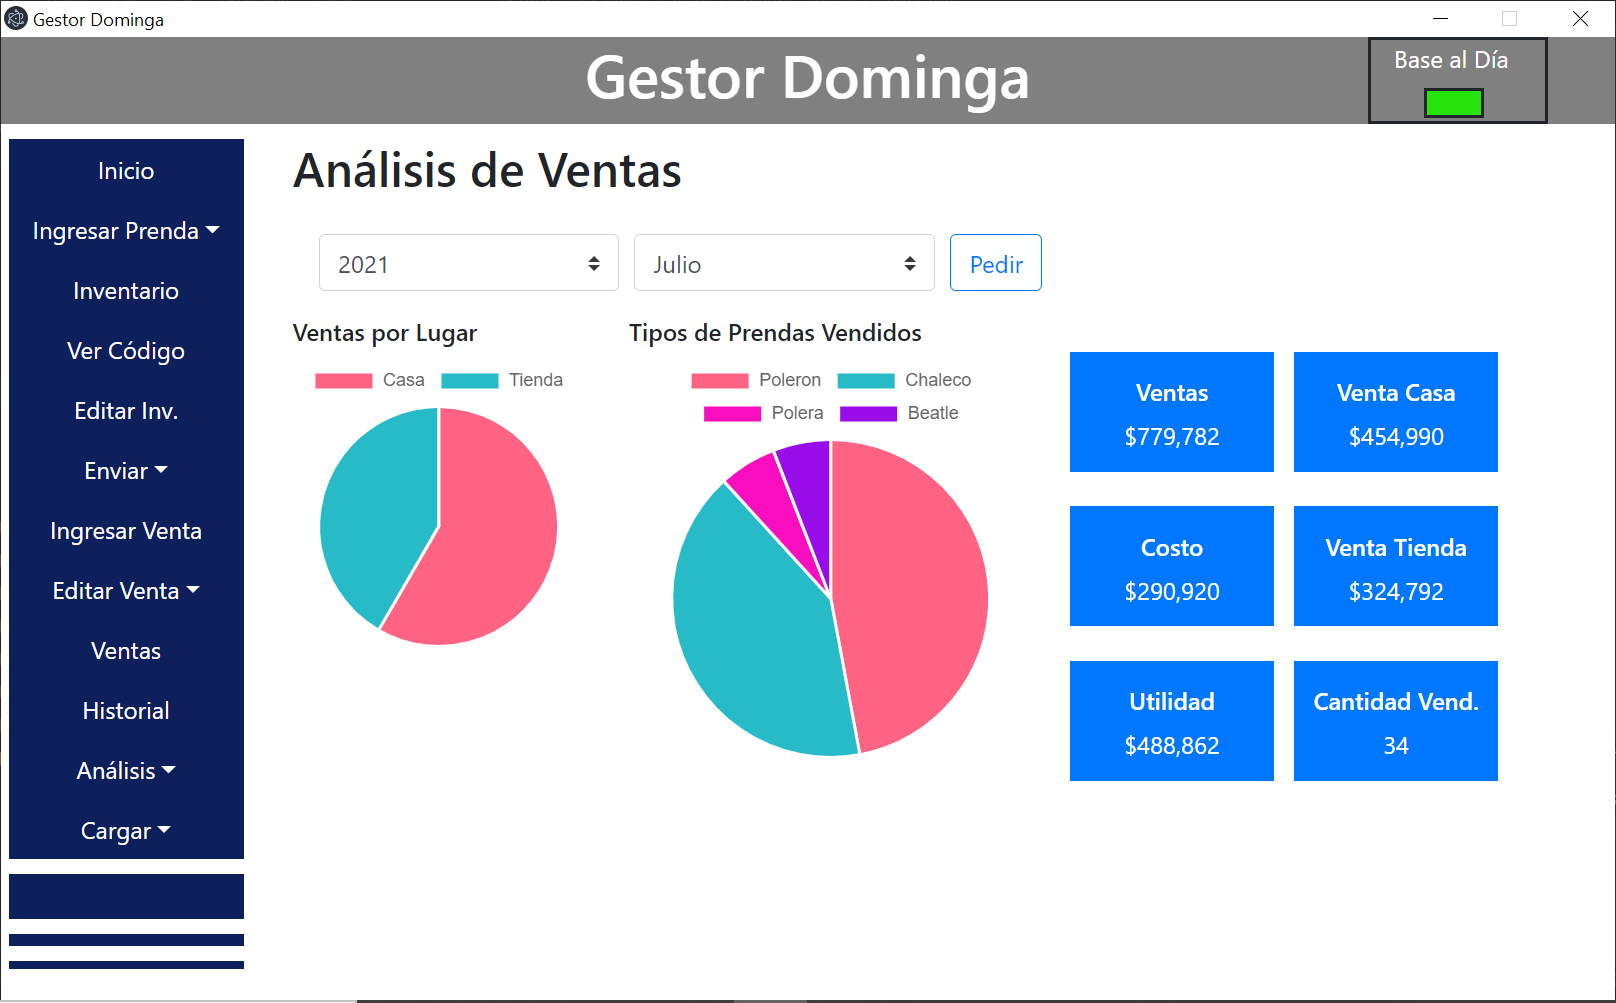 Gestor Dominga
Gestor Dominga
Base al Día
Inicio
Ingresar Prenda
Inventario
Ver Código
Editar Inv.
Enviar
Ingresar Venta
Editar Venta
Ventas
Historial
Análisis
Cargar
Análisis de Ventas
2021
Julio
Pedir
Ventas por Lugar
Casa
Tienda
Tipos de Prendas Vendidos
Poleron
Chaleco
Polera
Beatle
Ventas
$779,782
Venta Casa
$454,990
Costo
$290,920
Venta Tienda
$324,792
Utilidad
$488,862
Cantidad Vend.
34